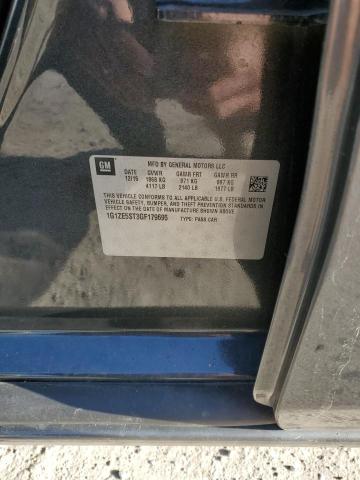 GM
MFD BY GENERAL MOTORS LLC
DATE GVWR GAWR FRT GAWR RR
12/15 1868 KG 971 KG 897 KG
4117 LB 2140 LB 1977 LB
THIS VEHICLE CONFORMS TO ALL APPLICABLE U.S. FEDERAL MOTOR
VEHICLE SAFETY, BUMPER, AND THEFT PREVENTION STANDARDS IN
EFFECT ON THE DATE OF MANUFACTURE SHOWN ABOVE.
1G1ZE5ST3GF179695 TYPE: PASS CAR